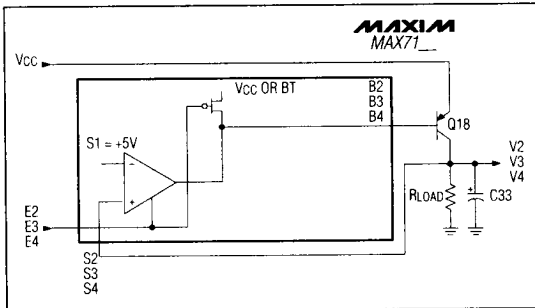 MAXIM
MAX71__
VCC
VCC OR BT
B2
B3
B4
Q18
S1 = +5V
−
+
V2
V3
V4
RLOAD
+
C33
E2
E3
E4
S2
S3
S4